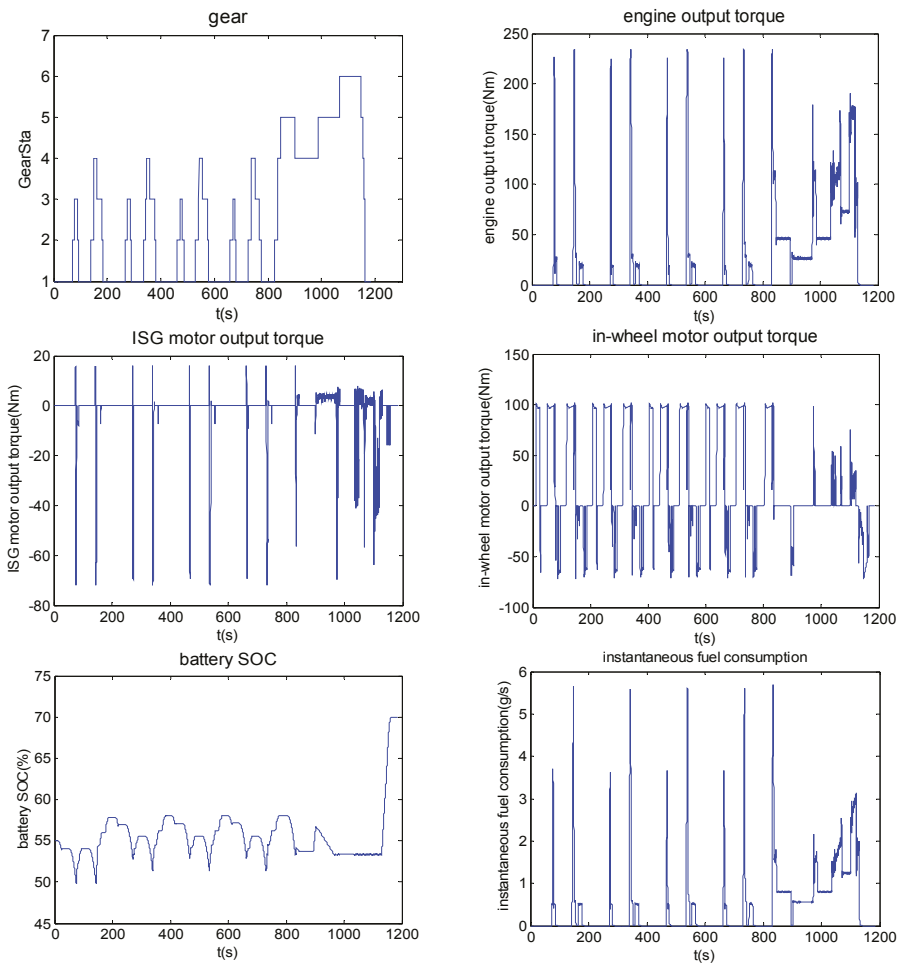 gear
engine output torque
7
6
5
4
3
2
1
GearSta
0 200 400 600 800 1000 1200
t(s)
250
200
150
100
50
0
engine output torque(Nm)
0 200 400 600 800 1000 1200
t(s)
ISG motor output torque
in-wheel motor output torque
20
0
-20
-40
-60
-80
ISG motor output torque(Nm)
0 200 400 600 800 1000 1200
t(s)
150
100
50
0
-50
-100
in-wheel motor output torque(Nm)
0 200 400 600 800 1000 1200
t(s)
battery SOC
instantaneous fuel consumption
75
70
65
60
55
50
45
battery SOC(%)
0 200 400 600 800 1000 1200
t(s)
6
5
4
3
2
1
0
instantaneous fuel consumption(g/s)
0 200 400 600 800 1000 1200
t(s)